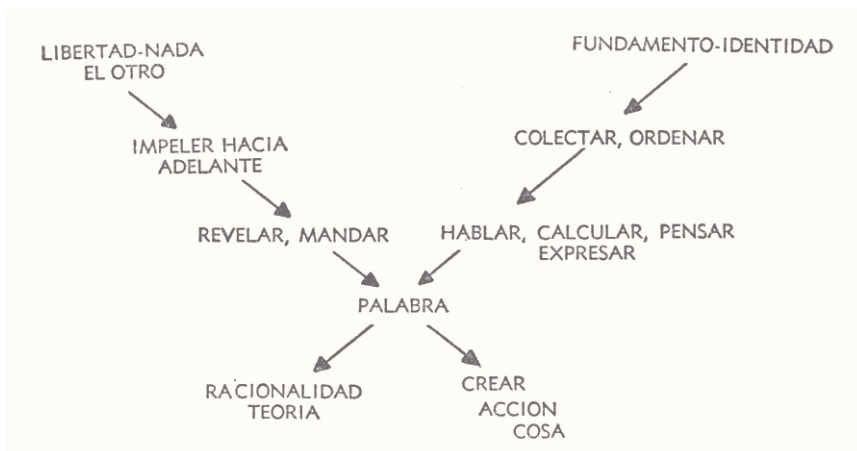 LIBERTAD-NADA
EL OTRO
FUNDAMENTO-IDENTIDAD
IMPELER HACIA
ADELANTE
COLECTAR, ORDENAR
REVELAR, MANDAR
HABLAR, CALCULAR, PENSAR
EXPRESAR
PALABRA
RACIONALIDAD
TEORIA
CREAR
ACCION
COSA